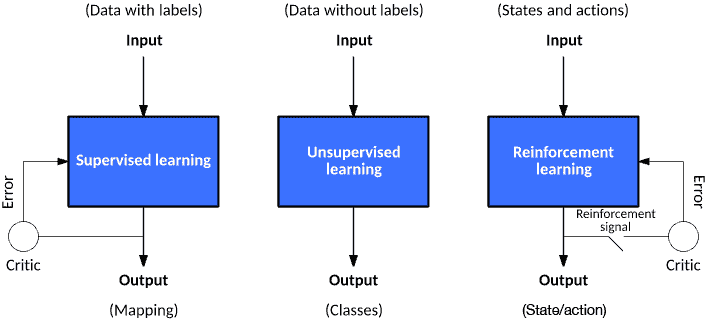 (Data with labels)
Input
Supervised learning
Error
Critic
Output
(Mapping)
(Data without labels)
Input
Unsupervised
learning
Output
(Classes)
(States and actions)
Input
Reinforcement
learning
Error
Reinforcement
signal
Critic
Output
(State/action)